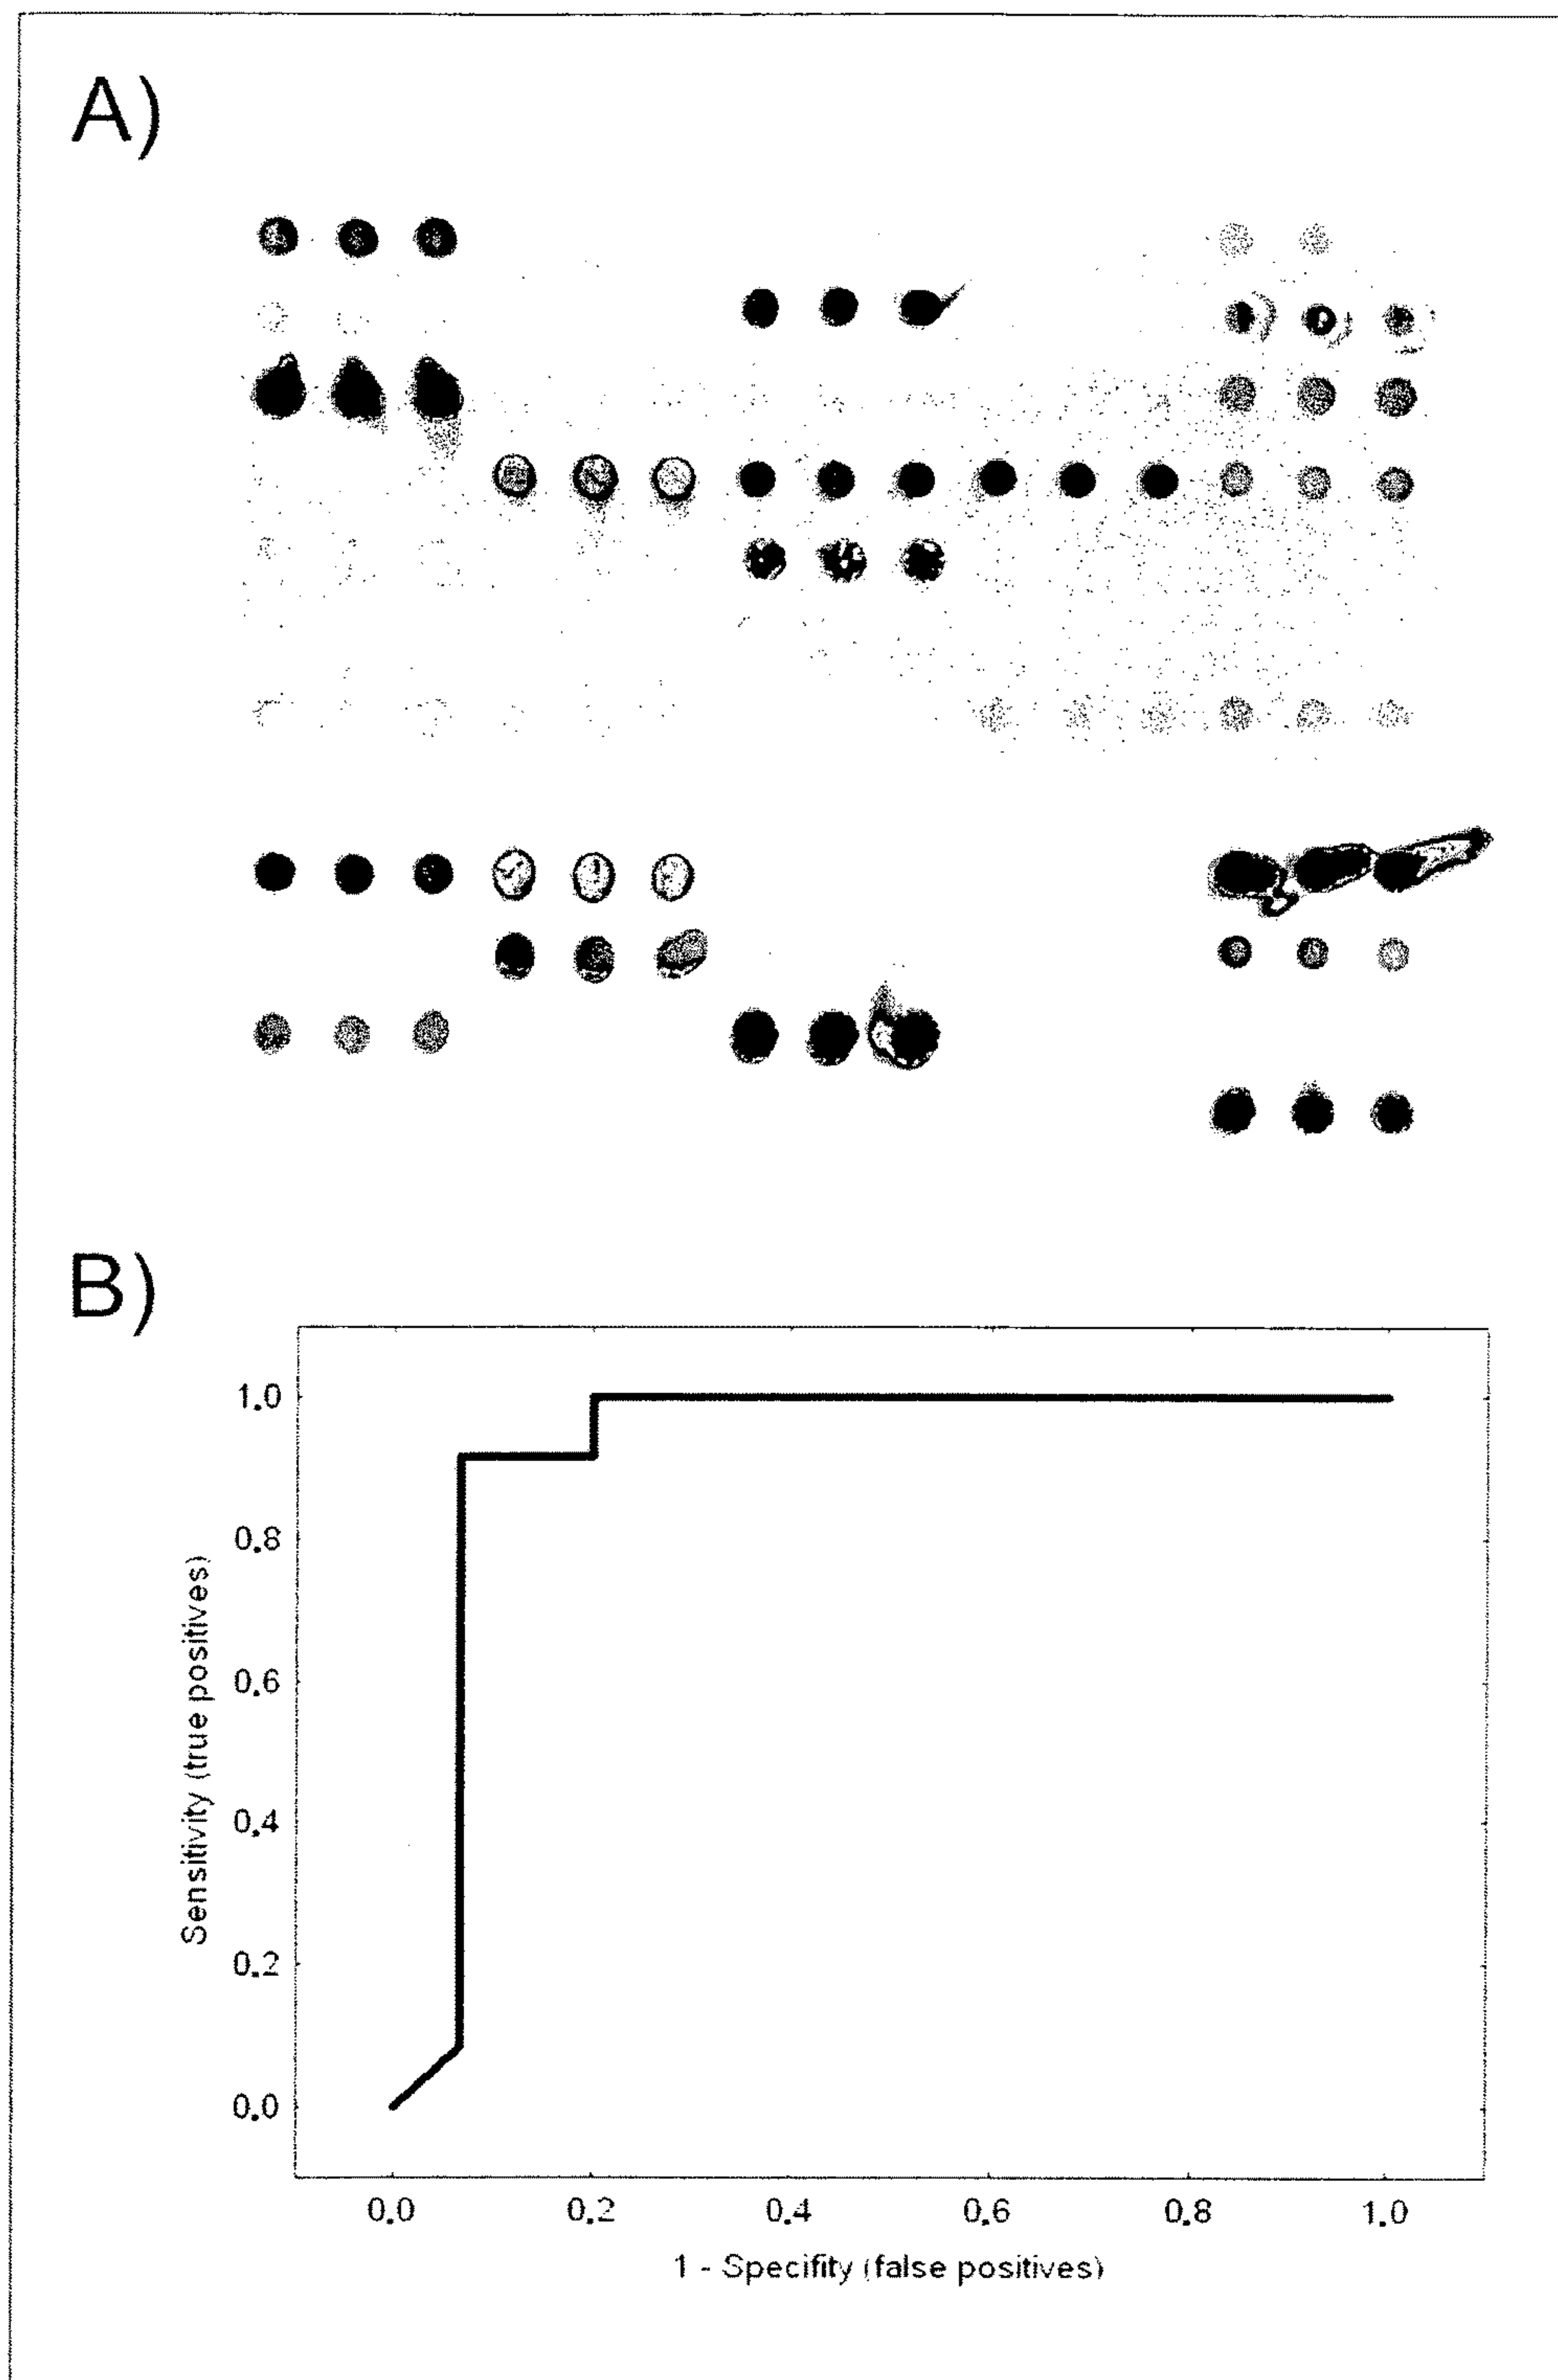 A)
B)
1.0
0.8
0.6
0.4
0.2
0.0
Sensitivity (true positives)
0.0 0.2 0.4 0.6 0.8 1.0
1 - Specifity (false positives)